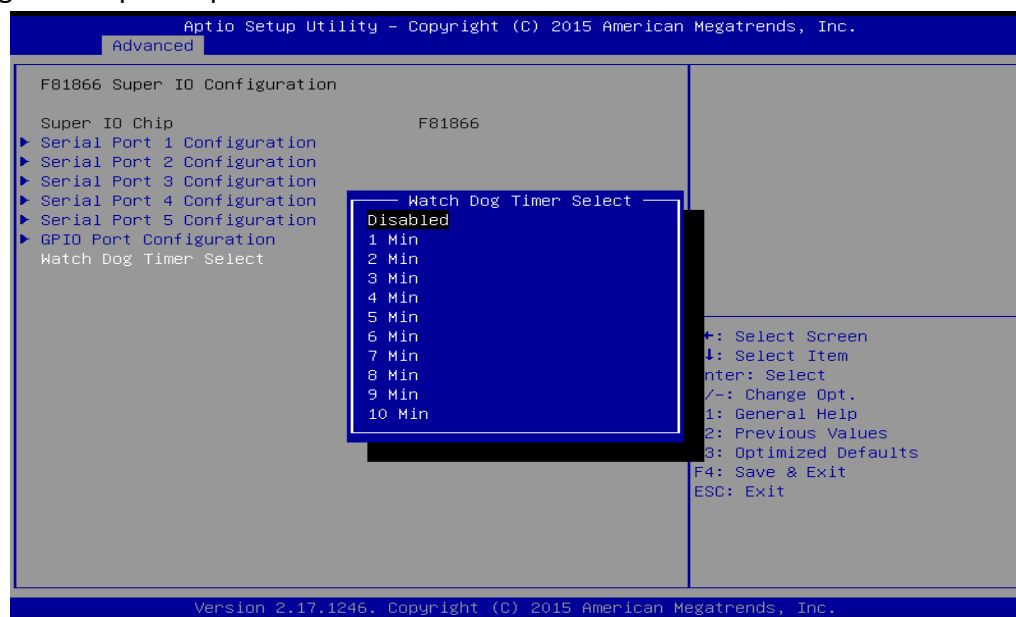 Aptio Setup Utility – Copyright (C) 2015 American Megatrends, Inc.
Advanced
F81866 Super IO Configuration
Super IO Chip F81866
Serial Port 1 Configuration
Serial Port 2 Configuration
Serial Port 3 Configuration
Serial Port 4 Configuration
Serial Port 5 Configuration
GPIO Port Configuration
Watch Dog Timer Select
Watch Dog Timer Select
Disabled
1 Min
2 Min
3 Min
4 Min
5 Min
6 Min
7 Min
8 Min
9 Min
10 Min
: Select Screen
: Select Item
nter: Select
/-: Change Opt.
1: General Help
2: Previous Values
3: Optimized Defaults
F4: Save & Exit
ESC: Exit
Version 2.17.1246. Copyright (C) 2015 American Megatrends, Inc.